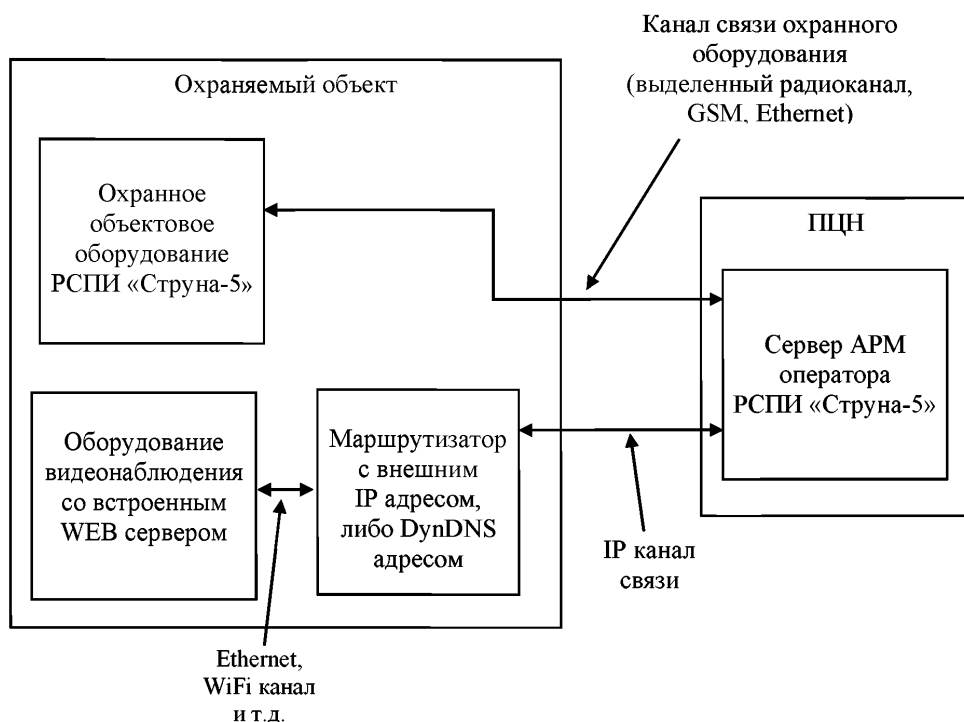 Канал связи охранного
оборудования
(выделенный радиоканал,
GSM, Ethernet)
Охраняемый объект
Охранное
объектовое
оборудование
РСПИ «Струна-5»
ПЦН
Сервер АРМ
оператора
РСПИ «Струна-5»
Оборудование
видеонаблюдения
со встроенным
WEB сервером
Маршрутизатор
с внешним
IP адресом,
либо DynDNS
адресом
IP канал
связи
Ethernet,
WiFi канал
и т.д.